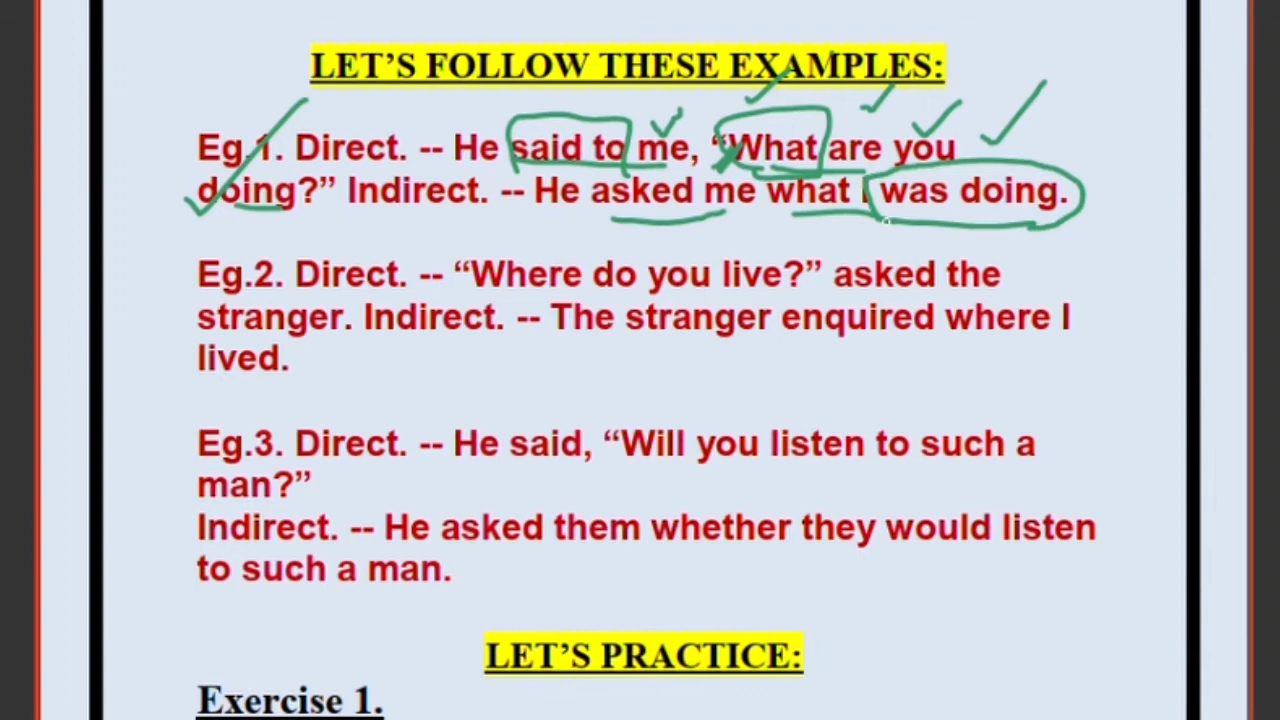 LET’S FOLLOW THESE EXAMPLES:
Eg.1. Direct. -- He said to me, “What are you
doing?” Indirect. -- He asked me what I was doing.
Eg.2. Direct. -- “Where do you live?” asked the
stranger. Indirect. -- The stranger enquired where I
lived.
Eg.3. Direct. -- He said, “Will you listen to such a
man?”
Indirect. -- He asked them whether they would listen
to such a man.
LET’S PRACTICE:
Exercise 1.